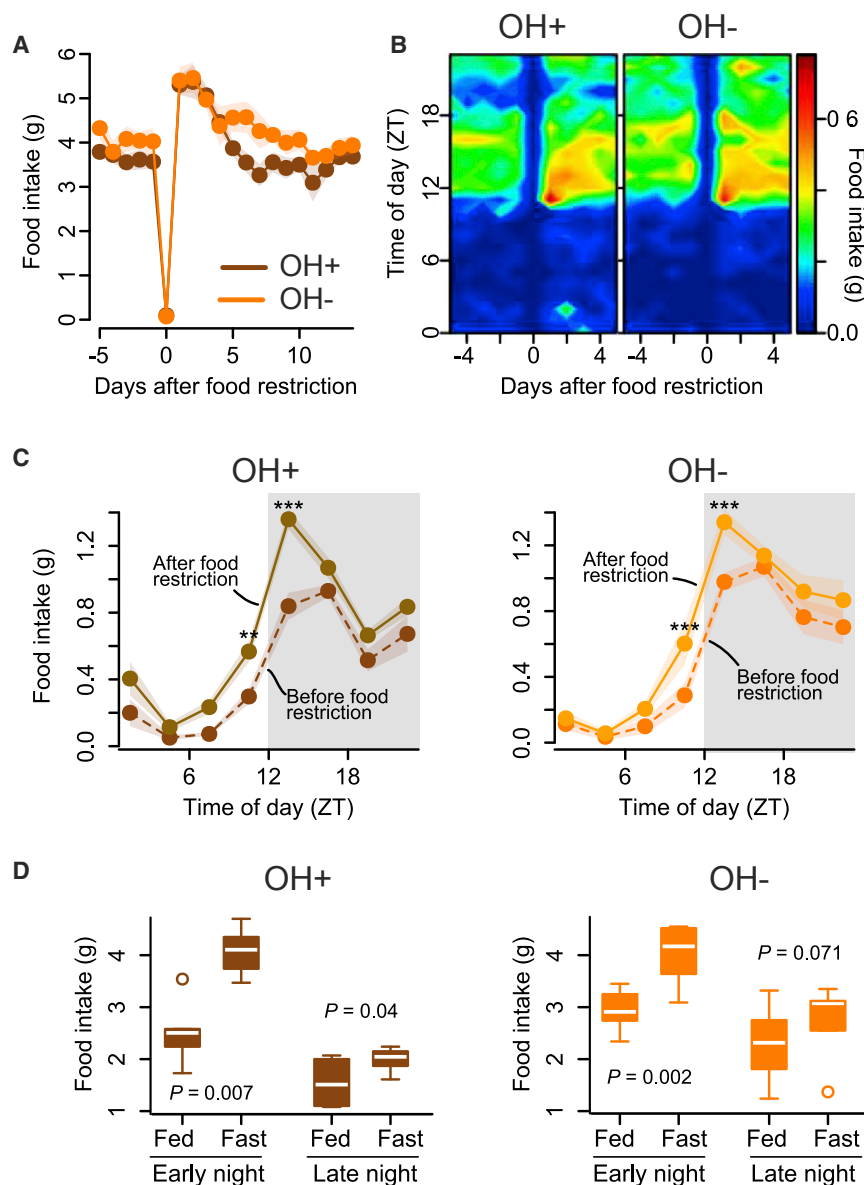 A
Food intake (g)
6
5
4
3
2
1
0
OH+
OH-
-5 0 5 10
Days after food restriction
B
OH+ OH-
Time of day (ZT)
18
12
6
0
-4 0 4 -4 0 4
Days after food restriction
0.6
0.0
Food intake (g)
C
OH+
Food intake (g)
1.2
0.8
0.4
0.0
***
**
After food
restriction
Before food
restriction
6 12 18
Time of day (ZT)
OH-
1.2
0.8
0.4
0.0
***
***
After food
restriction
Before food
restriction
6 12 18
Time of day (ZT)
D
OH+
Food intake (g)
4
3
2
1
P = 0.04
P = 0.007
Fed Fast Fed Fast
Early night Late night
OH-
Food intake (g)
4
3
2
1
P = 0.071
P = 0.002
Fed Fast Fed Fast
Early night Late night